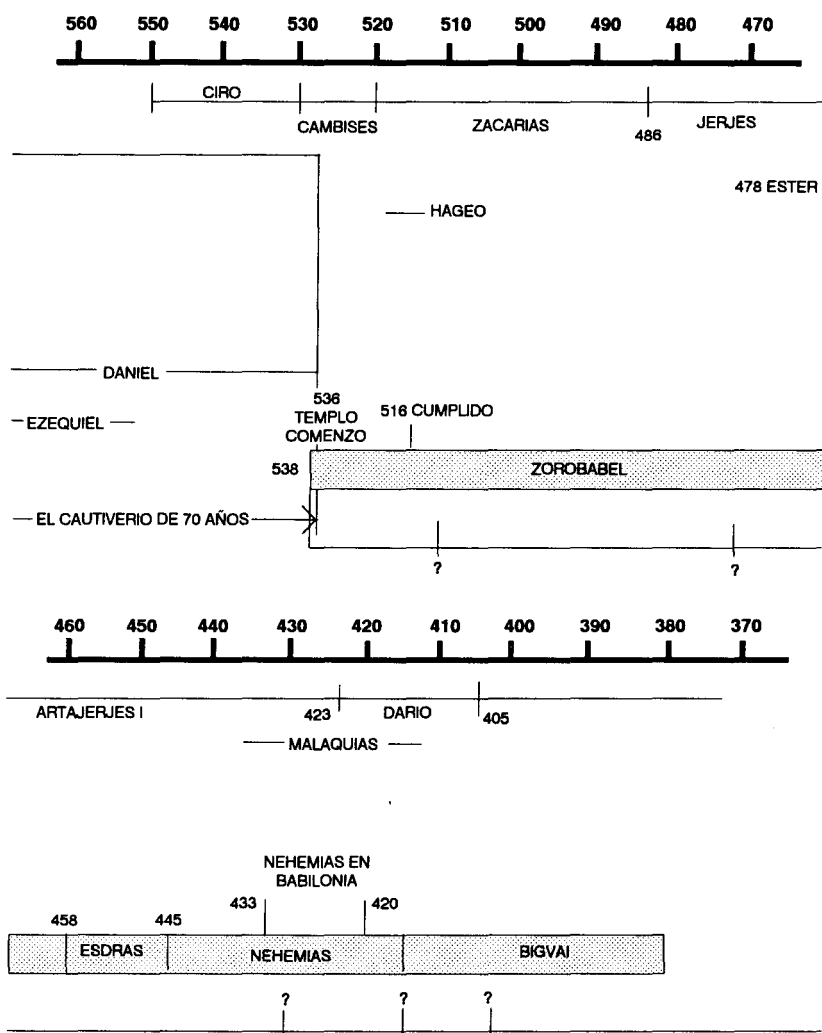 560 550 540 530 520 510 500 490 480 470
CIRO
CAMBISES ZACARIAS JERJES
486
478 ESTER
HAGEO
DANIEL
536
TEMPLO
COMENZO
516 CUMPLIDO
EZEQUIEL
538 ZOROBABEL
EL CAUTIVERIO DE 70 AÑOS
? ?
460 450 440 430 420 410 400 390 380 370
ARTAJERJES I 423 DARIO 405
MALAQUIAS
NEHEMIAS EN
BABILONIA
458 445 433 420
ESDRAS NEHEMIAS BIGVAI
? ? ?